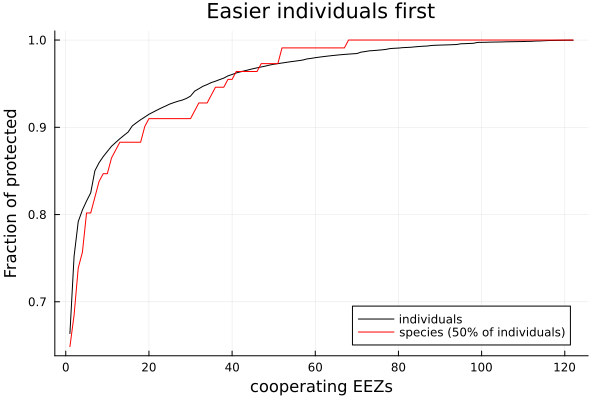 Easier individuals first
Fraction of protected
1.0
0.9
0.8
0.7
0
20
40
60
80
100
120
individuals
species (50% of individuals)
cooperating EEZs